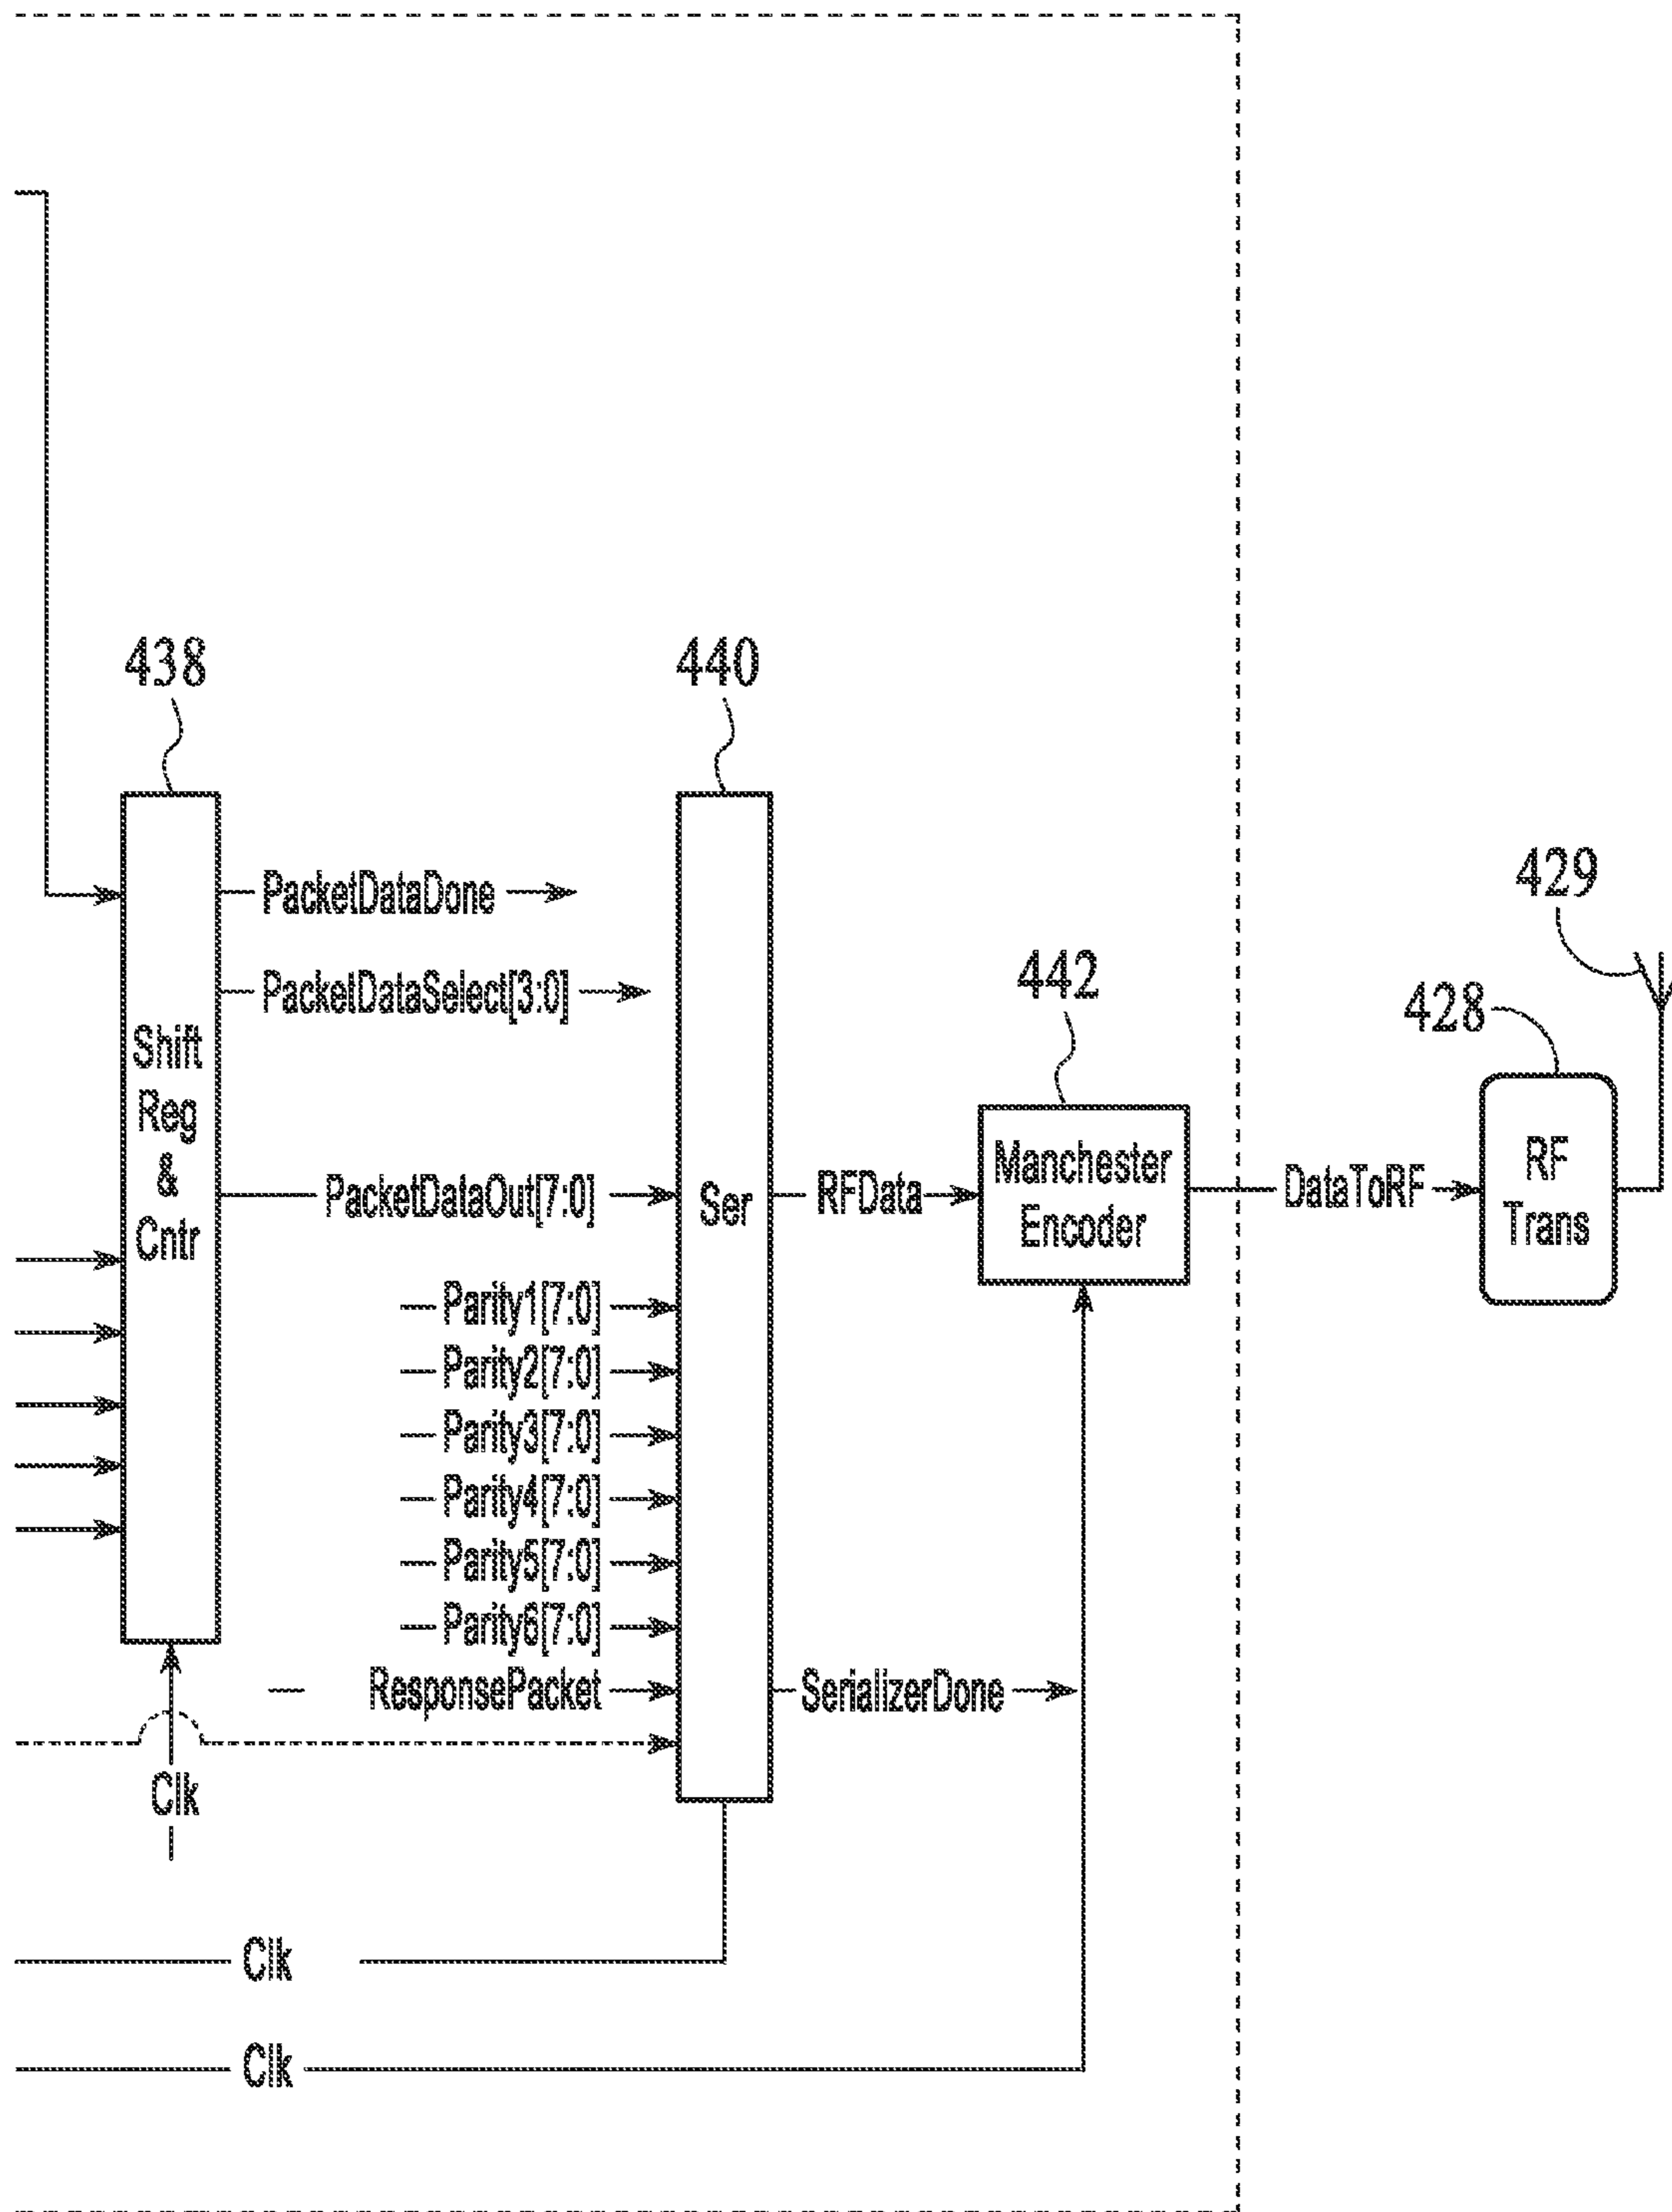 438
440
PacketDataDone
429
PacketDataSelect[3:0]
442
428
Shift
Reg
&
Cntr
PacketDataOut[7:0]
Ser
RFData
Manchester
Encoder
DataToRF
RF
Trans
Parity1[7:0]
Parity2[7:0]
Parity3[7:0]
Parity4[7:0]
Parity5[7:0]
Parity6[7:0]
ResponsePacket
SerializerDone
Clk
Clk
Clk